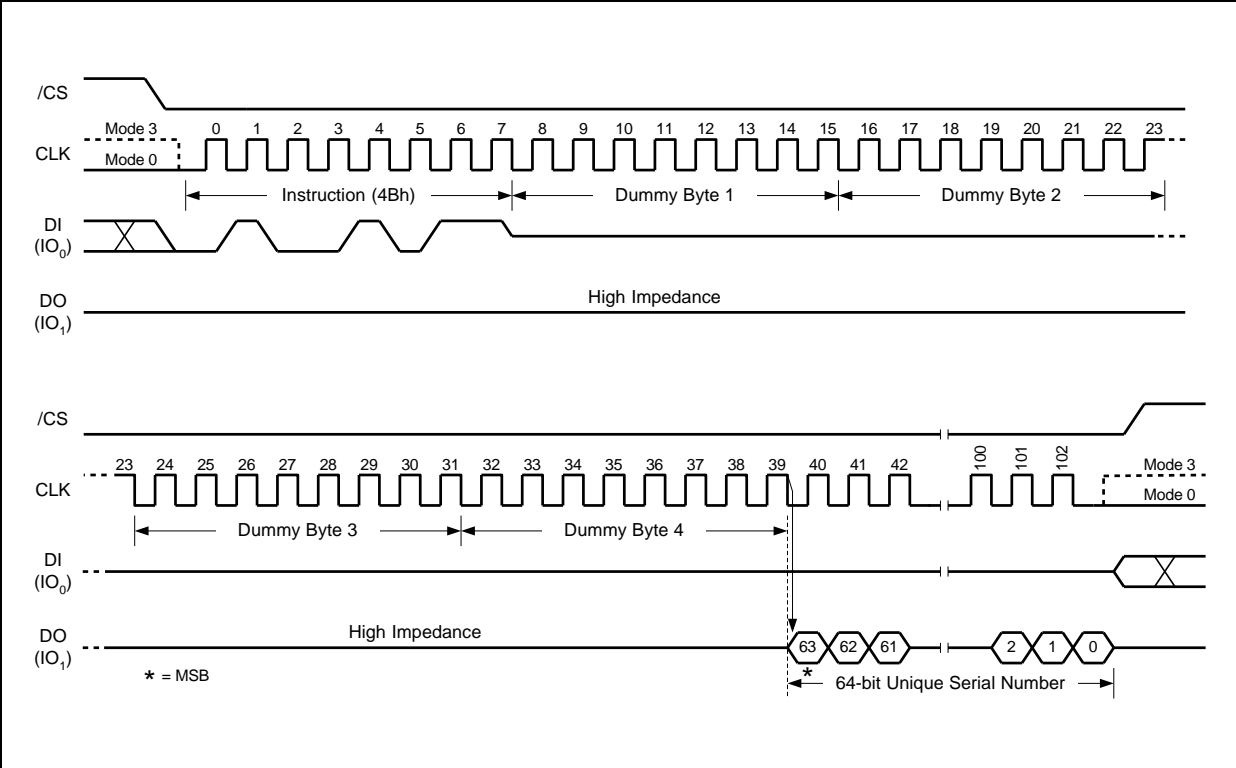 /CS
Mode 3
0 1 2 3 4 5 6 7 8 9 10 11 12 13 14 15 16 17 18 19 20 21 22 23
CLK
Mode 0
Instruction (4Bh)
Dummy Byte 1
Dummy Byte 2
DI
(IO0)
High Impedance
DO
(IO1)
/CS
23 24 25 26 27 28 29 30 31 32 33 34 35 36 37 38 39 40 41 42 100 101 102
Mode 3
CLK
Mode 0
Dummy Byte 3
Dummy Byte 4
DI
(IO0)
High Impedance
DO
(IO1)
63 62 61 2 1 0
* = MSB
*
64-bit Unique Serial Number